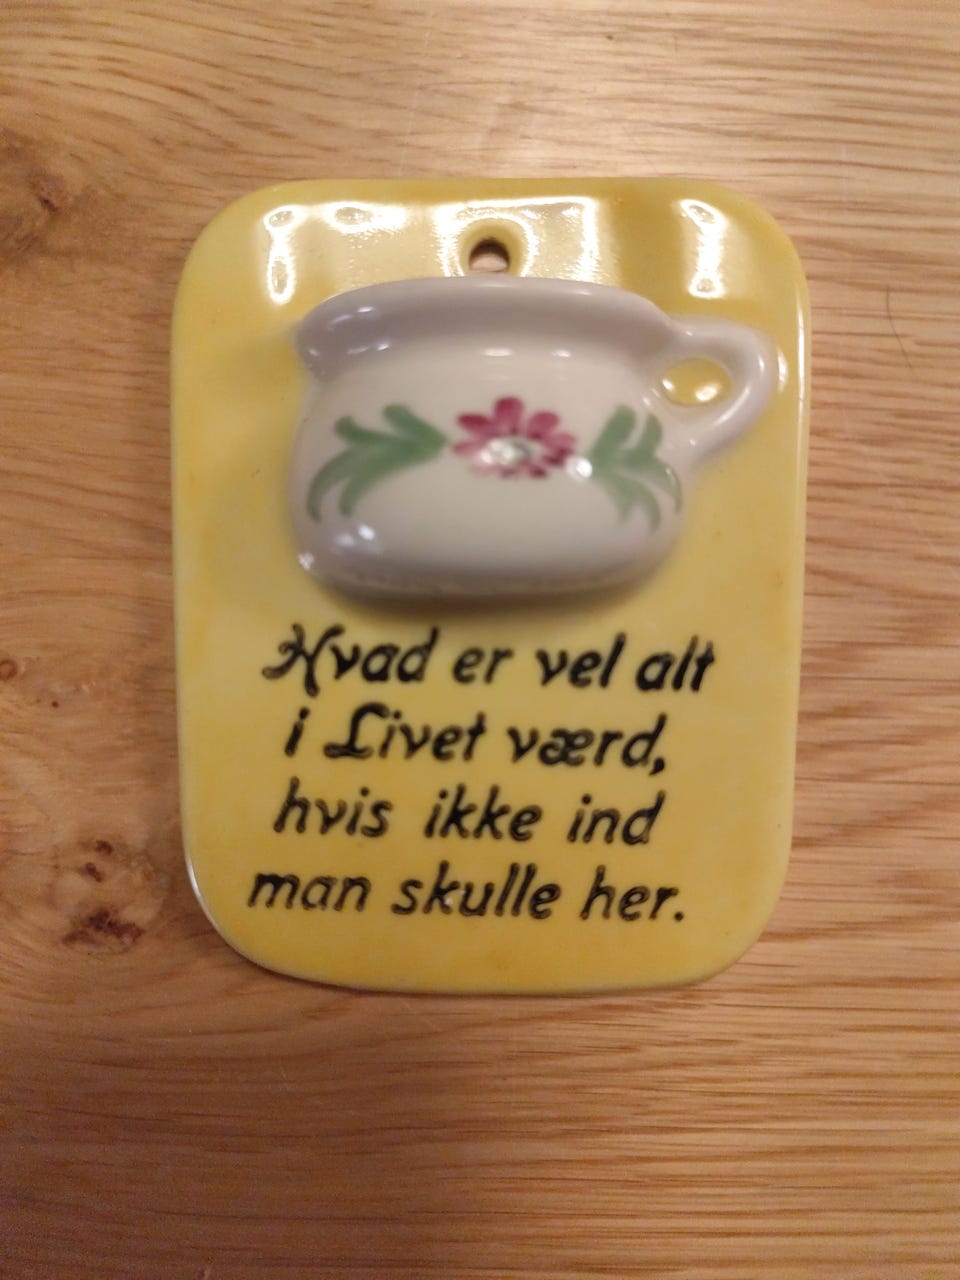 Hvad er vel alt
i Livet værd,
hvis ikke ind
man skulle her.